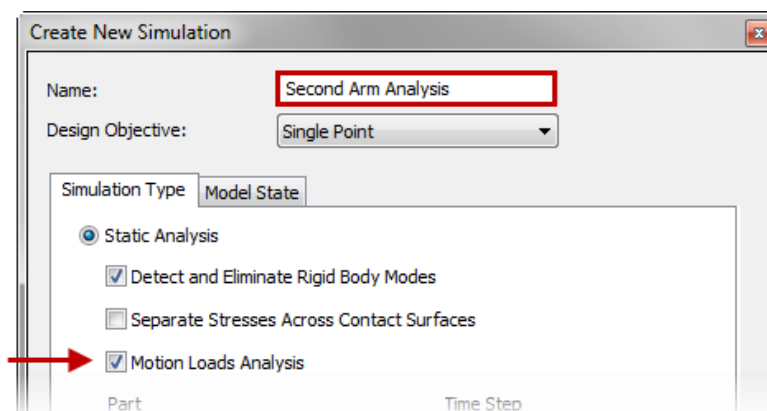 Create New Simulation
Name: Second Arm Analysis
Design Objective: Single Point
Simulation Type Model State
Static Analysis
Detect and Eliminate Rigid Body Modes
Separate Stresses Across Contact Surfaces
Motion Loads Analysis
Part Time Step